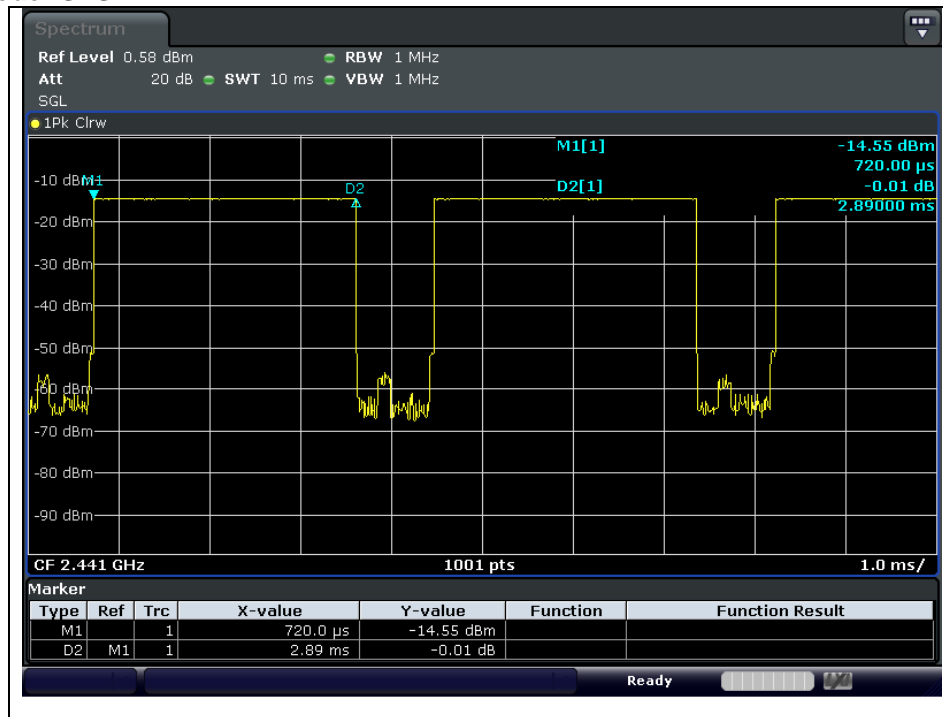 Spectrum
Ref Level 0.58 dBm RBW 1 MHz
Att 20 dB SWT 10 ms VBW 1 MHz
SGL
1Pk Clrw
M1[1] -14.55 dBm
720.00 µs
-10 dBm M1 D2 D2[1] -0.01 dB
2.89000 ms
-20 dBm
-30 dBm
-40 dBm
-50 dBm
-60 dBm
-70 dBm
-80 dBm
-90 dBm
CF 2.441 GHz 1001 pts 1.0 ms/
Marker
Type Ref Trc X-value Y-value Function Function Result
M1 1 720.0 µs -14.55 dBm
D2 M1 1 2.89 ms -0.01 dB
Ready